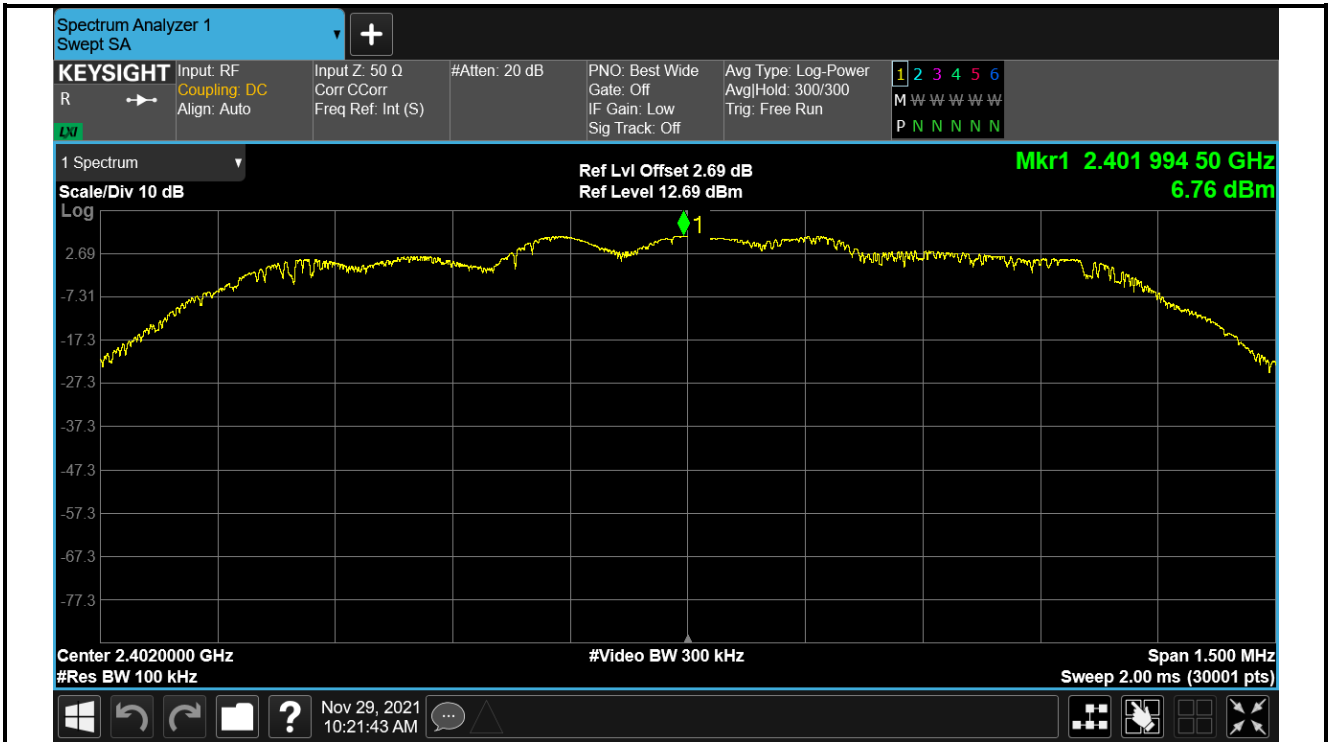 Spectrum Analyzer 1
Swept SA
+
KEYSIGHT
R
LXI
Input: RF
Coupling: DC
Align: Auto
Input Z: 50 Ω
Corr CCorr
Freq Ref: Int (S)
#Atten: 20 dB
PNO: Best Wide
Gate: Off
IF Gain: Low
Sig Track: Off
Avg Type: Log-Power
Avg|Hold: 300/300
Trig: Free Run
1 2 3 4 5 6
M W W W W W
P N N N N N
1 Spectrum
Scale/Div 10 dB
Ref Lvl Offset 2.69 dB
Ref Level 12.69 dBm
Mkr1 2.401 994 50 GHz
6.76 dBm
Log
1
2.69
-7.31
-17.3
-27.3
-37.3
-47.3
-57.3
-67.3
-77.3
Center 2.4020000 GHz
#Video BW 300 kHz
Span 1.500 MHz
#Res BW 100 kHz
Sweep 2.00 ms (30001 pts)
?
Nov 29, 2021
10:21:43 AM